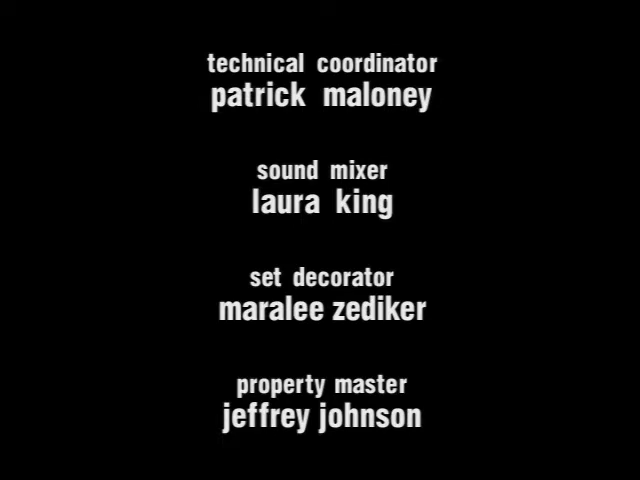 technical coordinator
patrick maloney
sound mixer
laura king
set decorator
maralee zediker
property master
jeffrey johnson